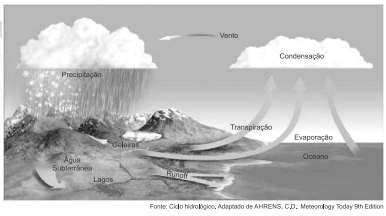 Vento
Condensação
Precipitação
Transpiração
Geleiras
Evaporação
Oceano
Água
Subterrânea
Runoff
Lagos
Fonte: Ciclo hidrológico, Adaptado de AHRENS, C,D,: Meteorology Today 9th Edition